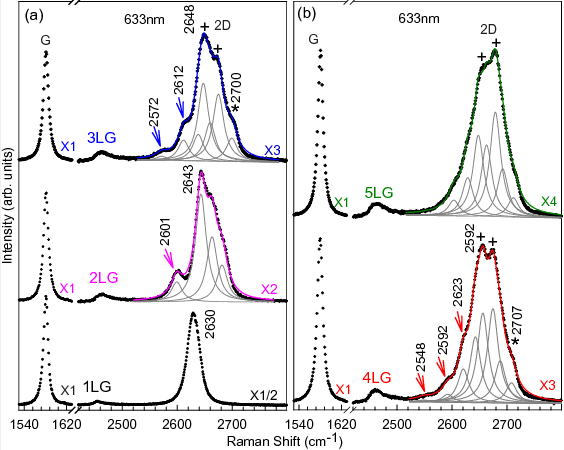 (a)
633nm
G
2648
+
2D
+
2572
2612
*2700
X1
3LG
X3
2643
2601
X1
2LG
X2
2630
X1
1LG
X1/2
1540
1620
2500
2600
2700
(b)
633nm
G
2D
+
+
X1
5LG
X4
2592
+
+
2623
2592
2548
*2707
X1
4LG
X3
1540
1620
2500
2600
2700
Intensity (arb. units)
Raman Shift (cm-1)